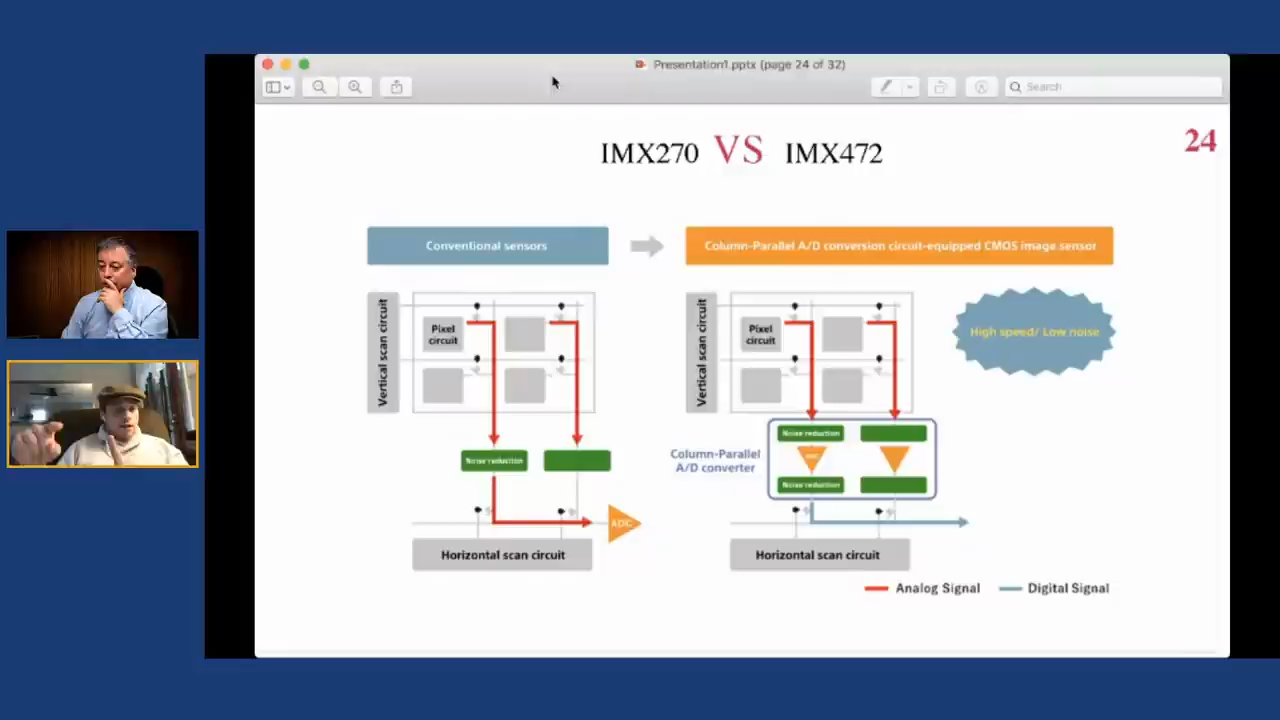 Presentation1.pptx (page 24 of 32)
Search
IMX270 VS IMX472
24
Conventional sensors
Column-Parallel A/D conversion circuit-equipped CMOS image sensor
Vertical scan circuit
Pixel
circuit
Noise reduction
ADC
Horizontal scan circuit
Vertical scan circuit
Pixel
circuit
High speed/ Low noise
Column-Parallel
A/D converter
Noise reduction
ADC
Noise reduction
Horizontal scan circuit
Analog Signal
Digital Signal